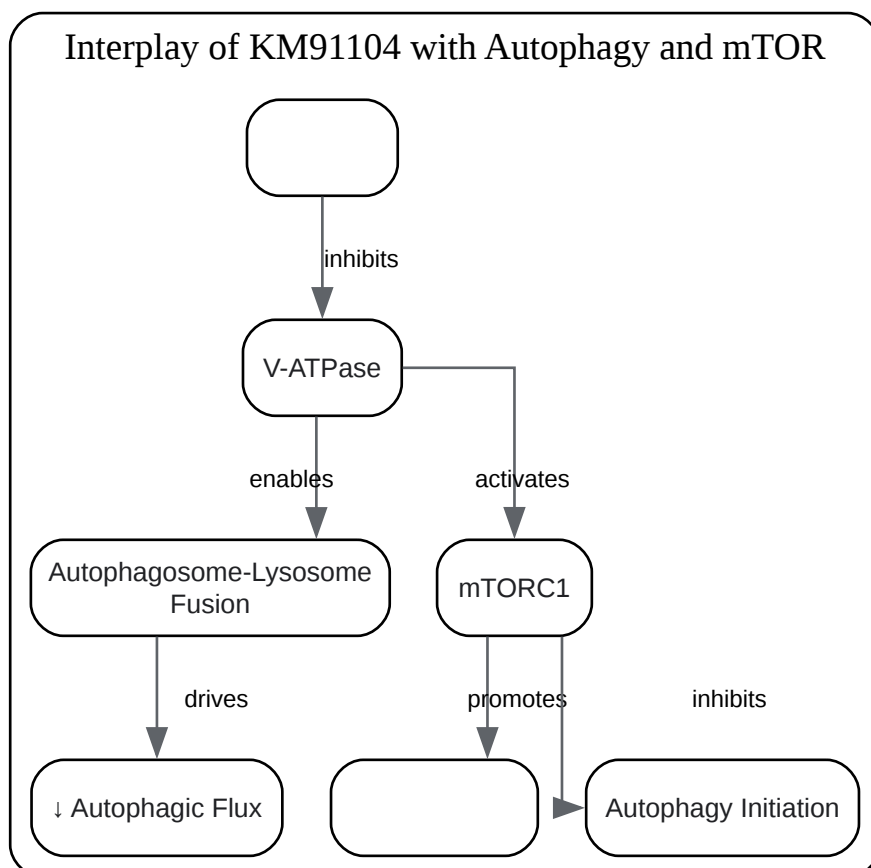 Interplay of KM91104 with Autophagy and mTOR
inhibits
V-ATPase
enables
activates
Autophagosome-Lysosome
Fusion
mTORC1
drives
promotes
inhibits
↓ Autophagic Flux
Autophagy Initiation